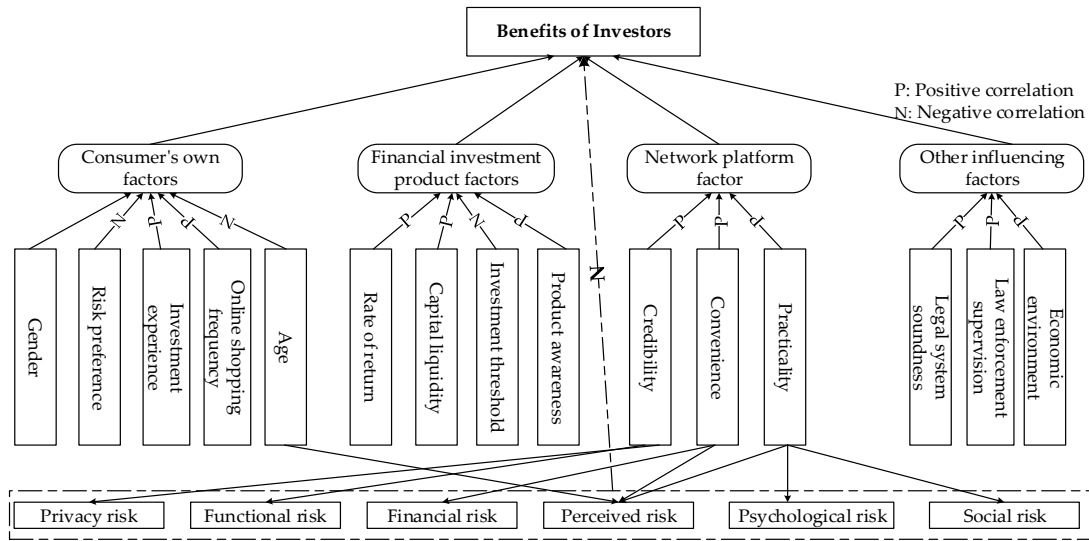 Benefits of Investors
P: Positive correlation
N: Negative correlation
Consumer's own
factors
Financial investment
product factors
Network platform
factor
Other influencing
factors
N
P
P
N
P
P
N
P
P
P
P
P
P
P
N
Gender
Risk preference
Investment
experience
Online shopping
frequency
Age
Rate of return
Capital liquidity
Investment threshold
Product awareness
Credibility
Convenience
Practicality
Legal system
soundness
Law enforcement
supervision
Economic
environment
Privacy risk
Functional risk
Financial risk
Perceived risk
Psychological risk
Social risk